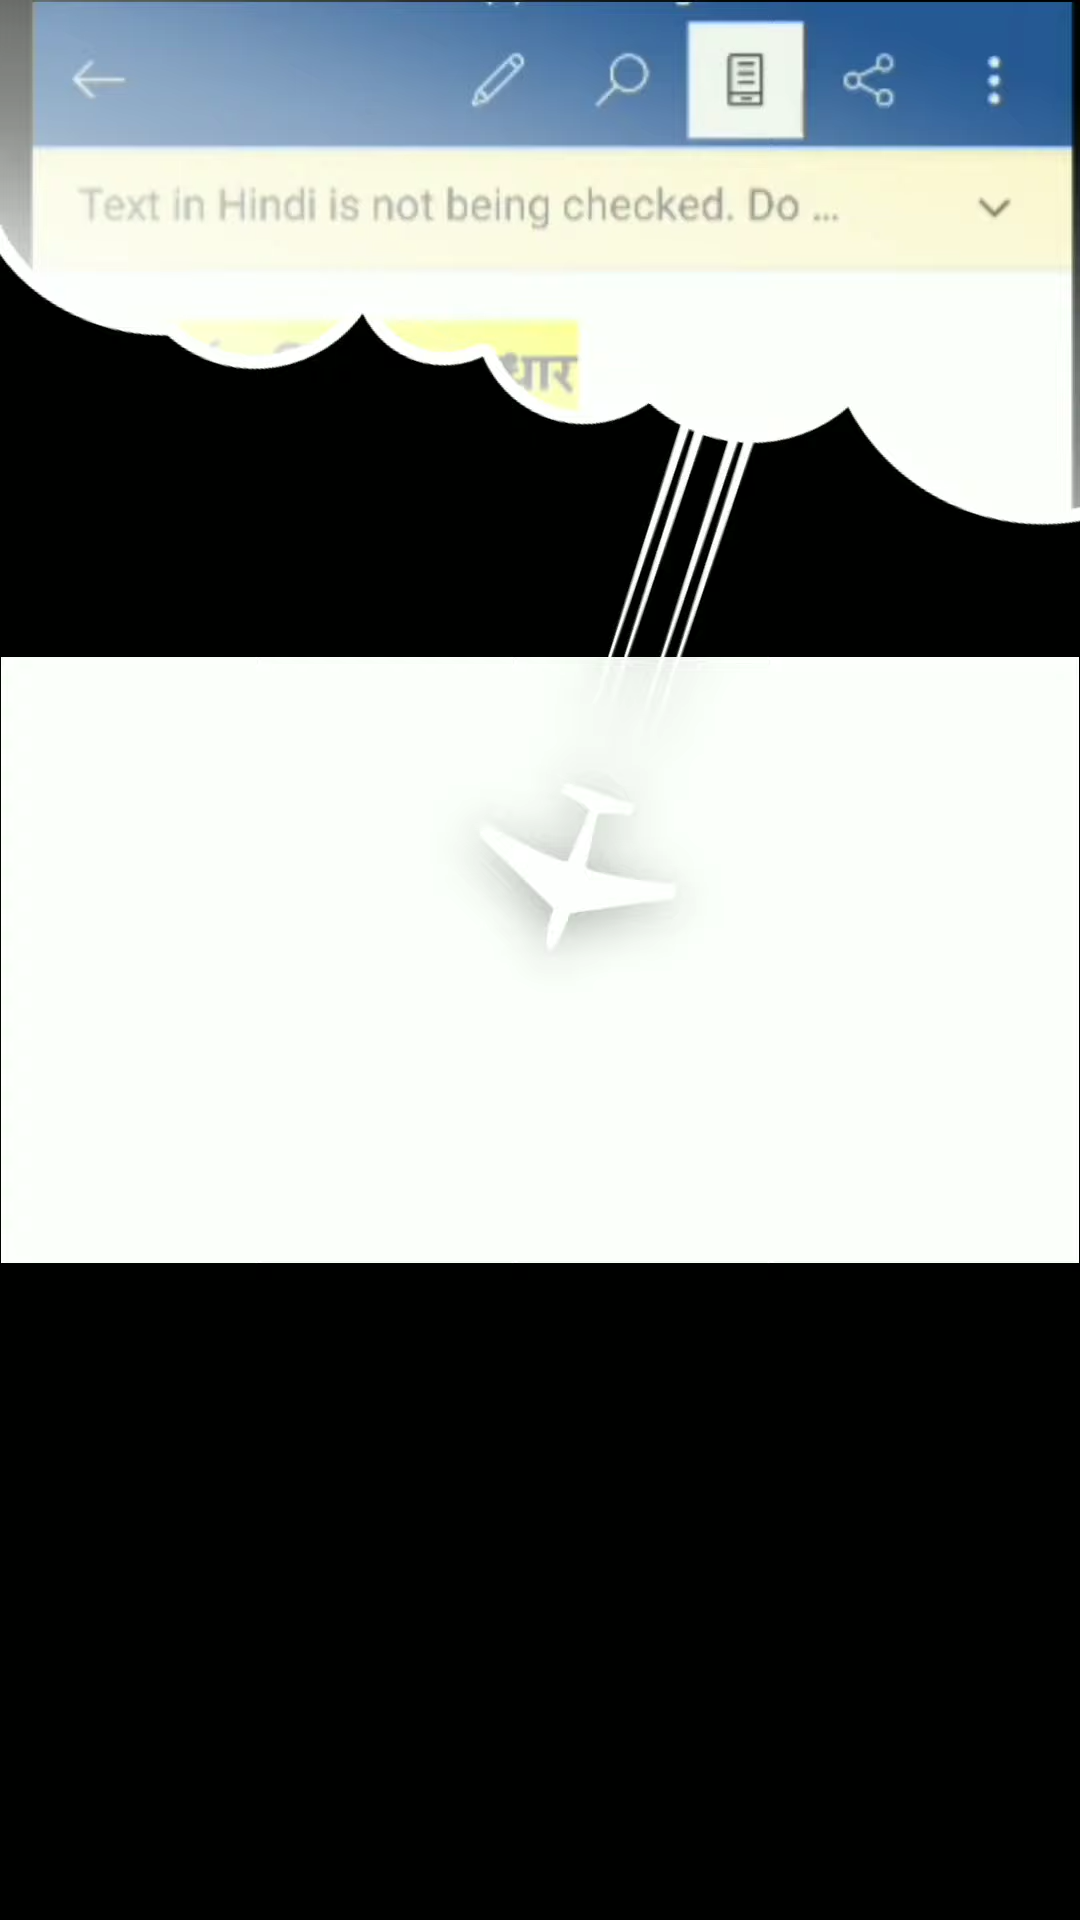 Text in Hindi is not being checked. Do ...
धार